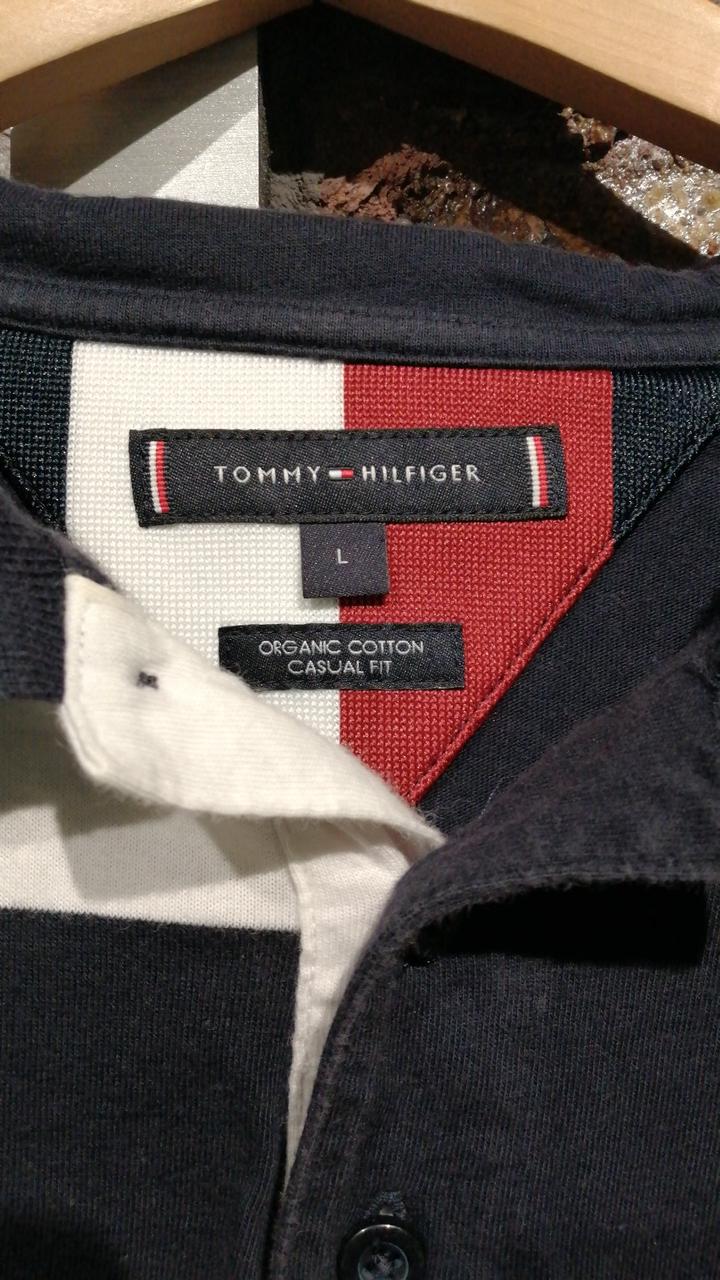 TOMMY HILFIGER
L
ORGANIC COTTON
CASUAL FIT